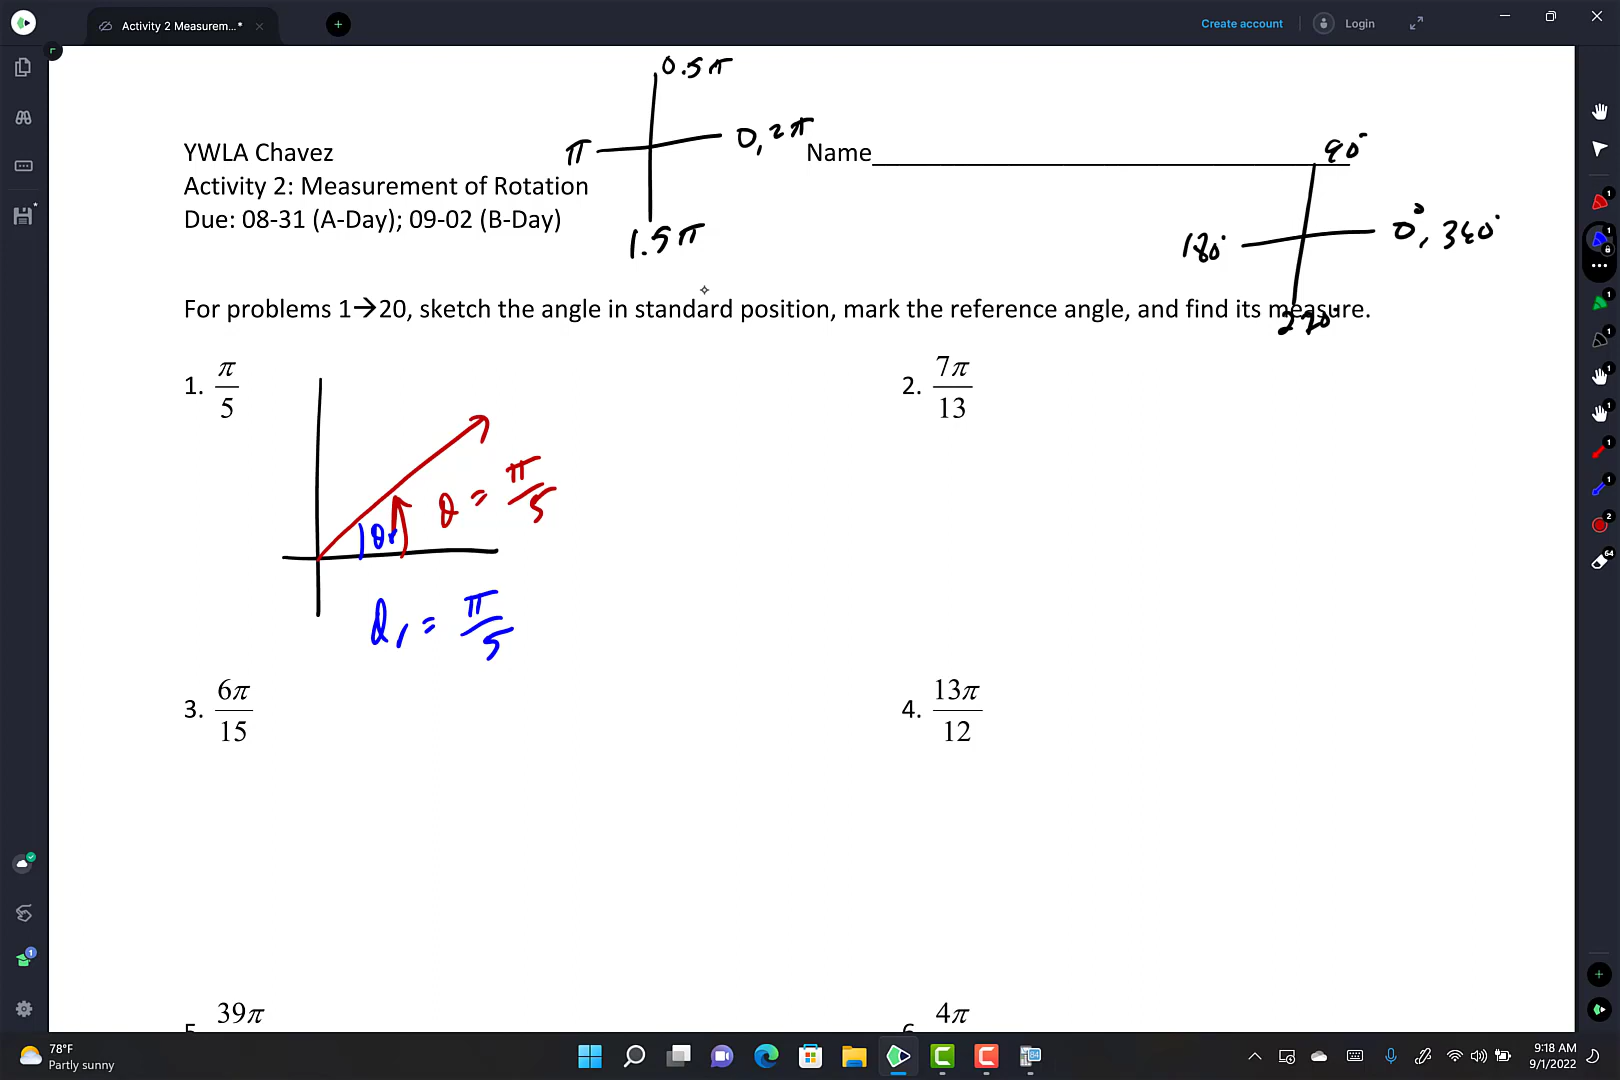 Activity 2 Measurem...*
Create account
Login
0.5π
π
0, 2π
1.5π
90°
180°
0°, 360°
270°
YWLA Chavez
Name
Activity 2: Measurement of Rotation
Due: 08-31 (A-Day); 09-02 (B-Day)
For problems 1→20, sketch the angle in standard position, mark the reference angle, and find its measure.
1. π/5
θ = π/5
θr
θr = π/5
2. 7π/13
3. 6π/15
4. 13π/12
39π
4π
78°F
Partly sunny
9:18 AM
9/1/2022